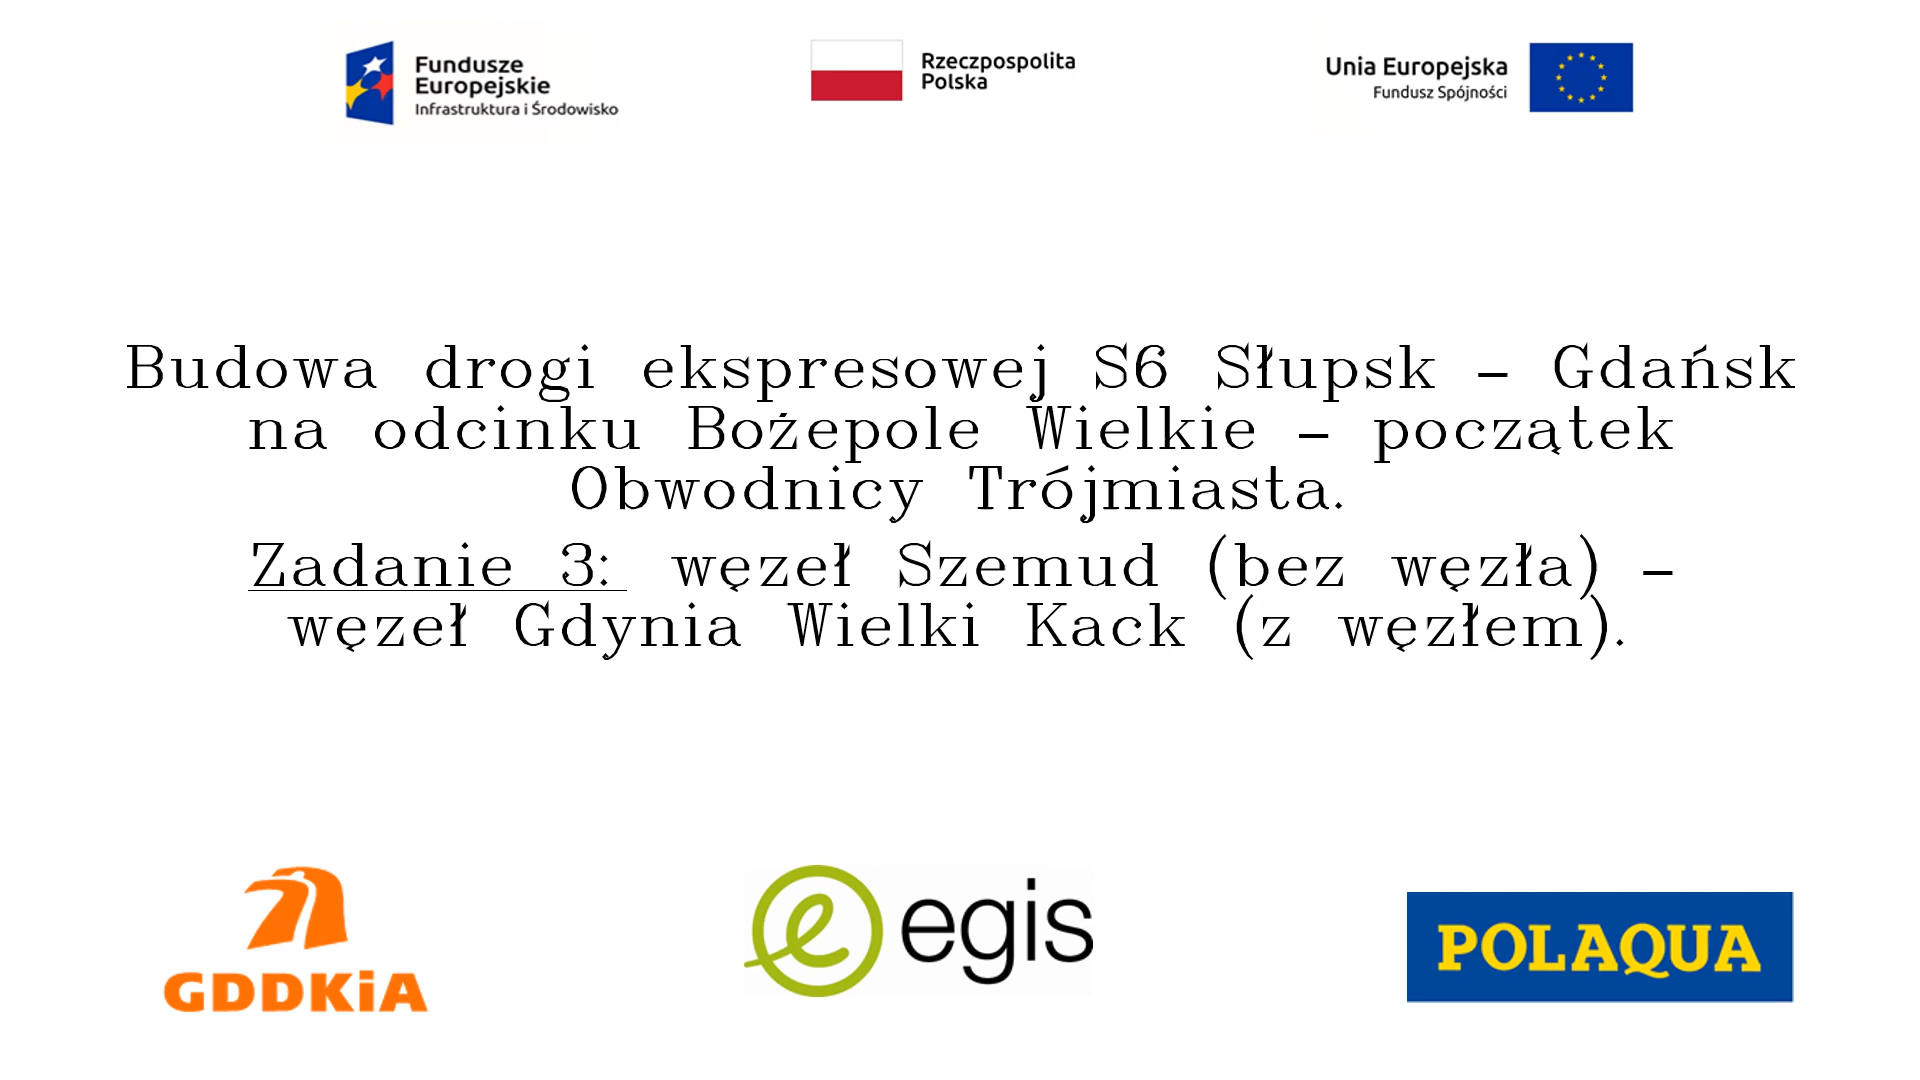 Fundusze
Europejskie
Infrastruktura i Środowisko
Rzeczpospolita
Polska
Unia Europejska
Fundusz Spójności
Budowa drogi ekspresowej S6 Słupsk – Gdańsk
na odcinku Bożepole Wielkie – początek
Obwodnicy Trójmiasta.
Zadanie 3: węzeł Szemud (bez węzła) –
węzeł Gdynia Wielki Kack (z węzłem).
GDDKiA
e egis
POLAQUA